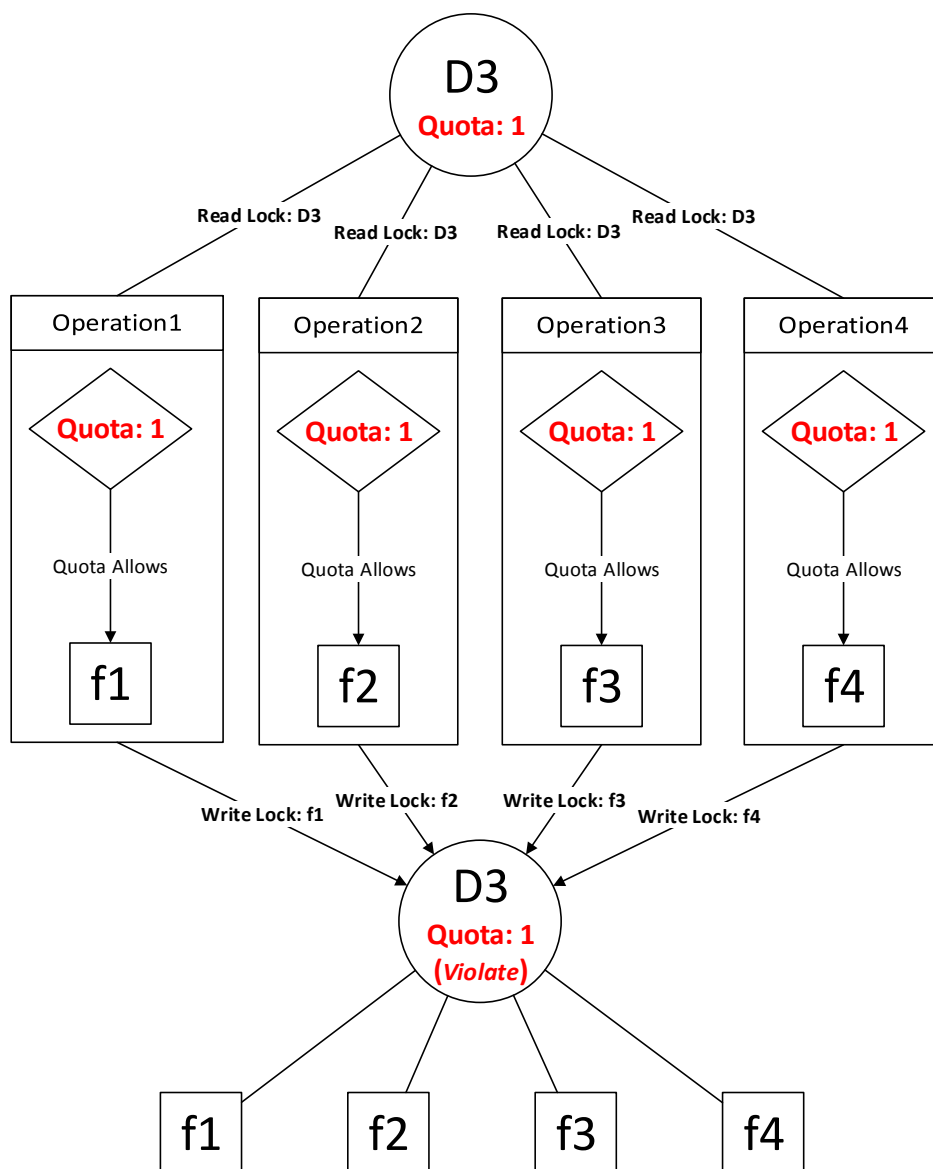 D3
Quota: 1
Read Lock: D3
Read Lock: D3
Read Lock: D3
Read Lock: D3
Operation1
Operation2
Operation3
Operation4
Quota: 1
Quota: 1
Quota: 1
Quota: 1
Quota Allows
Quota Allows
Quota Allows
Quota Allows
f1
f2
f3
f4
Write Lock: f1
Write Lock: f2
Write Lock: f3
Write Lock: f4
D3
Quota: 1
(Violate)
f1
f2
f3
f4